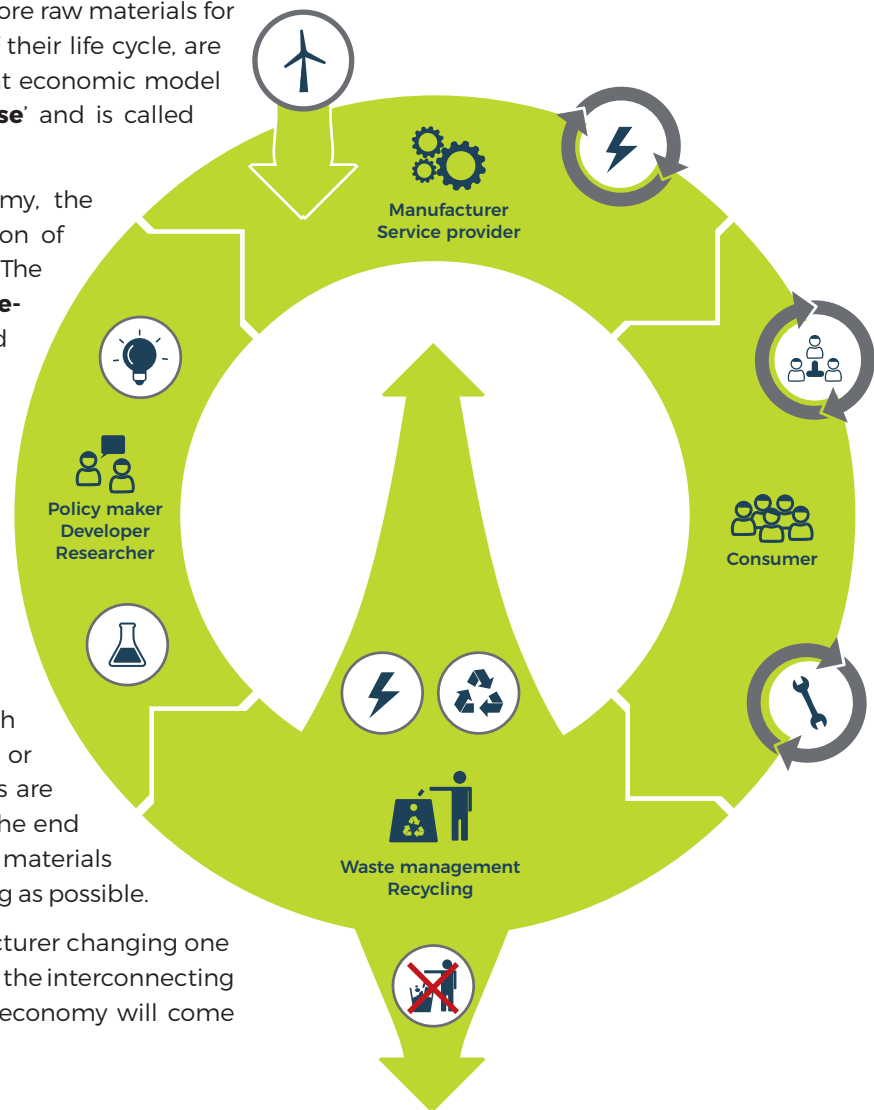 ore raw materials for
their life cycle, are
economic model
se’ and is called
my, the
on of
The
e-
Manufacturer
Service provider
Policy maker
Developer
Researcher
Consumer
or
s are
he end
materials
g as possible.
Waste management
Recycling
cturer changing one
the interconnecting
economy will come